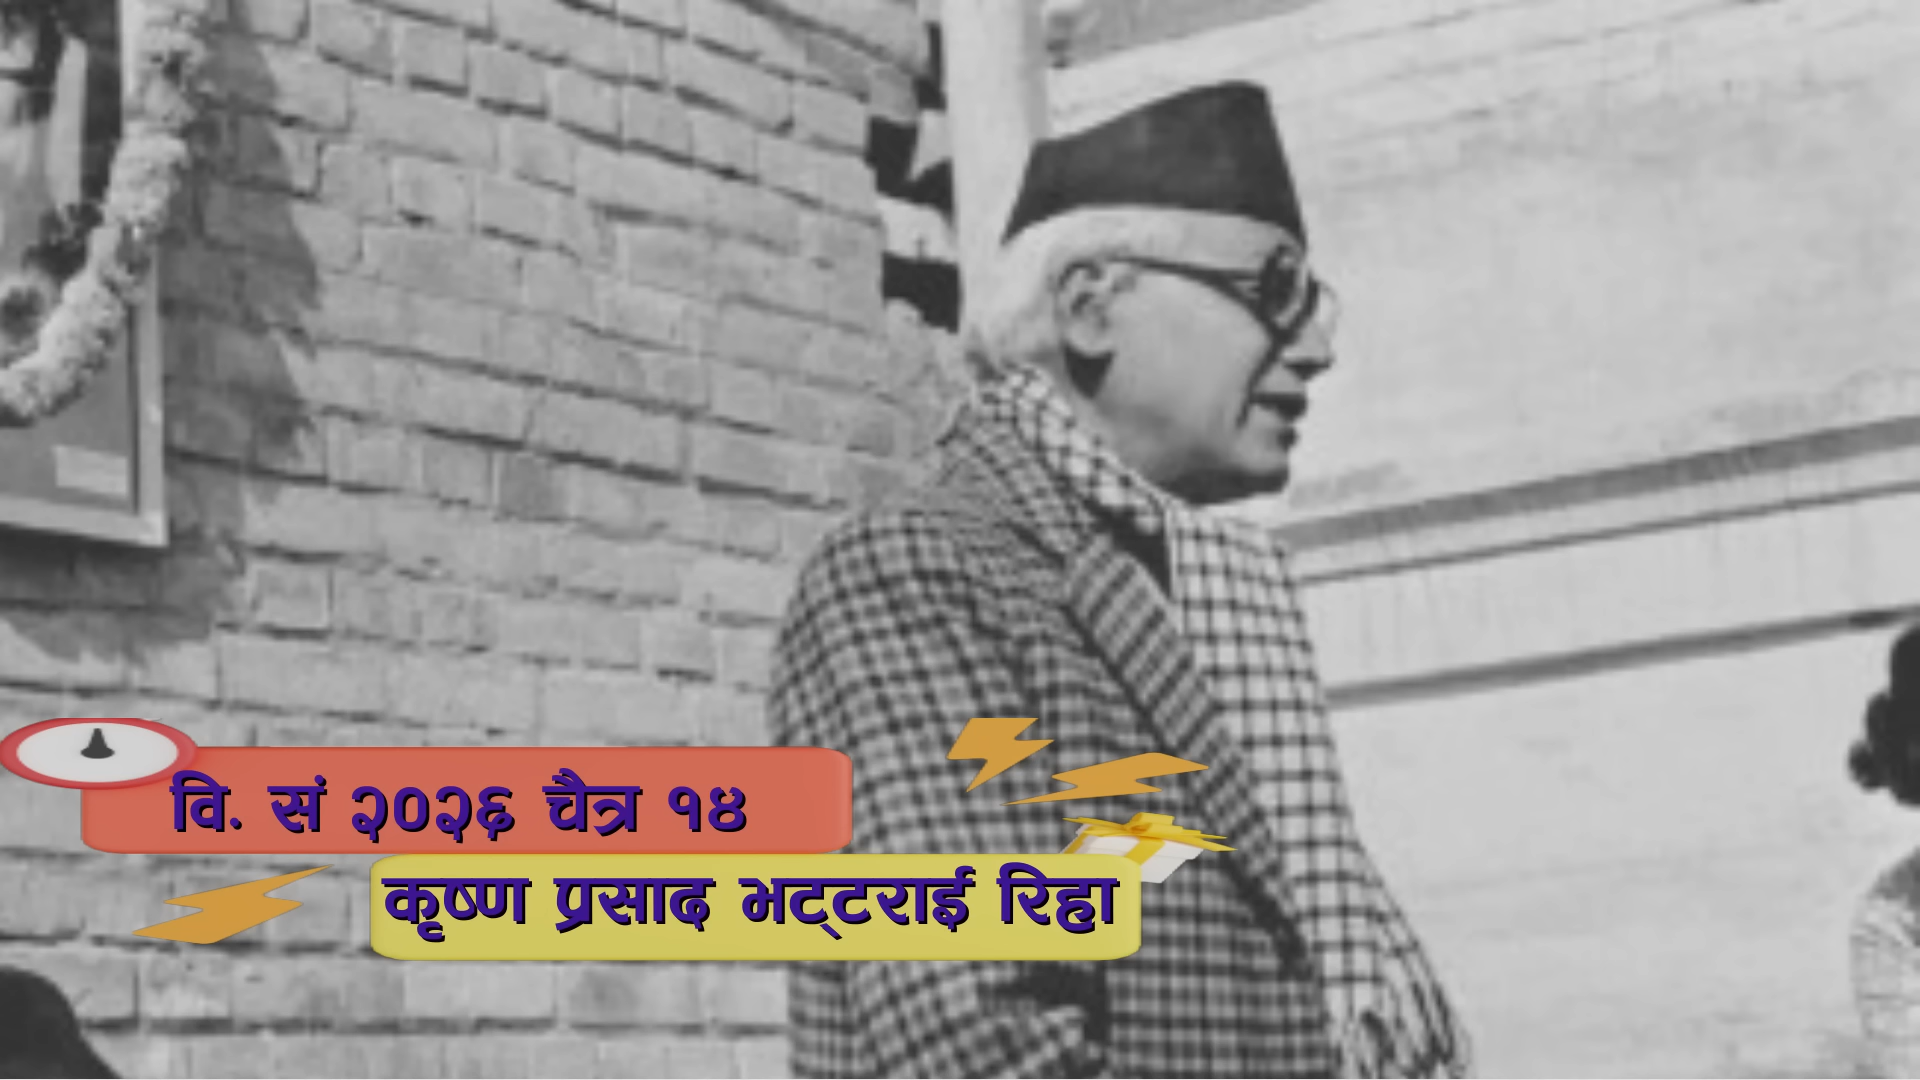 वि. सं २०२६ चैत्र १४
कृष्ण प्रसाद भट्टराई रिहा